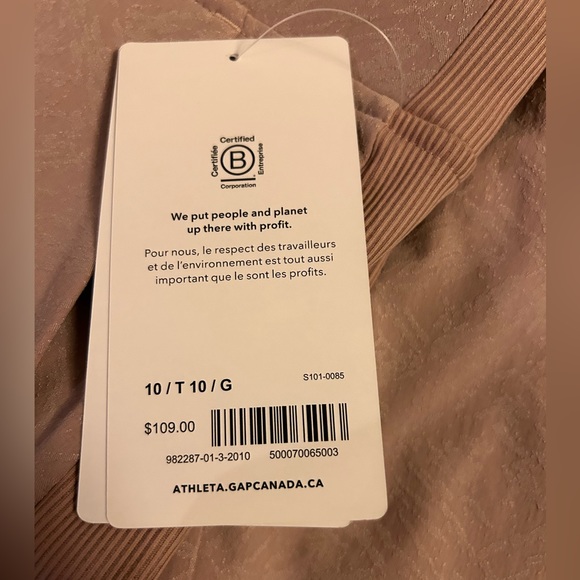 Certified
Certifiée
B
Entreprise
Corporation
We put people and planet
up there with profit.
Pour nous, le respect des travailleurs
et de l'environnement est tout aussi
important que le sont les profits.
10 / T 10 / G
S101-0085
$109.00
982287-01-3-2010 500070065003
ATHLETA.GAPCANADA.CA